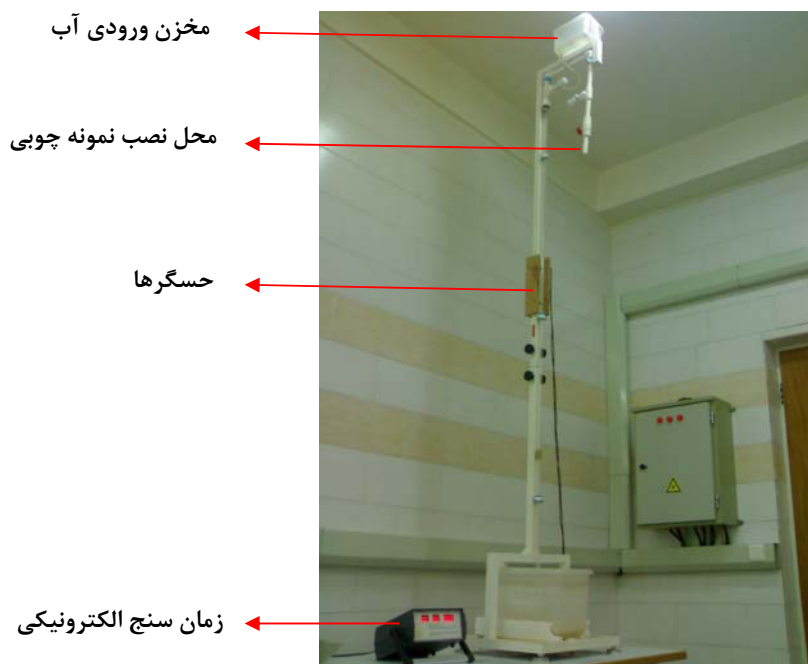 مخزن ورودی آب
محل نصب نمونه چوبی
حسگرها
زمان سنج الکترونیکی